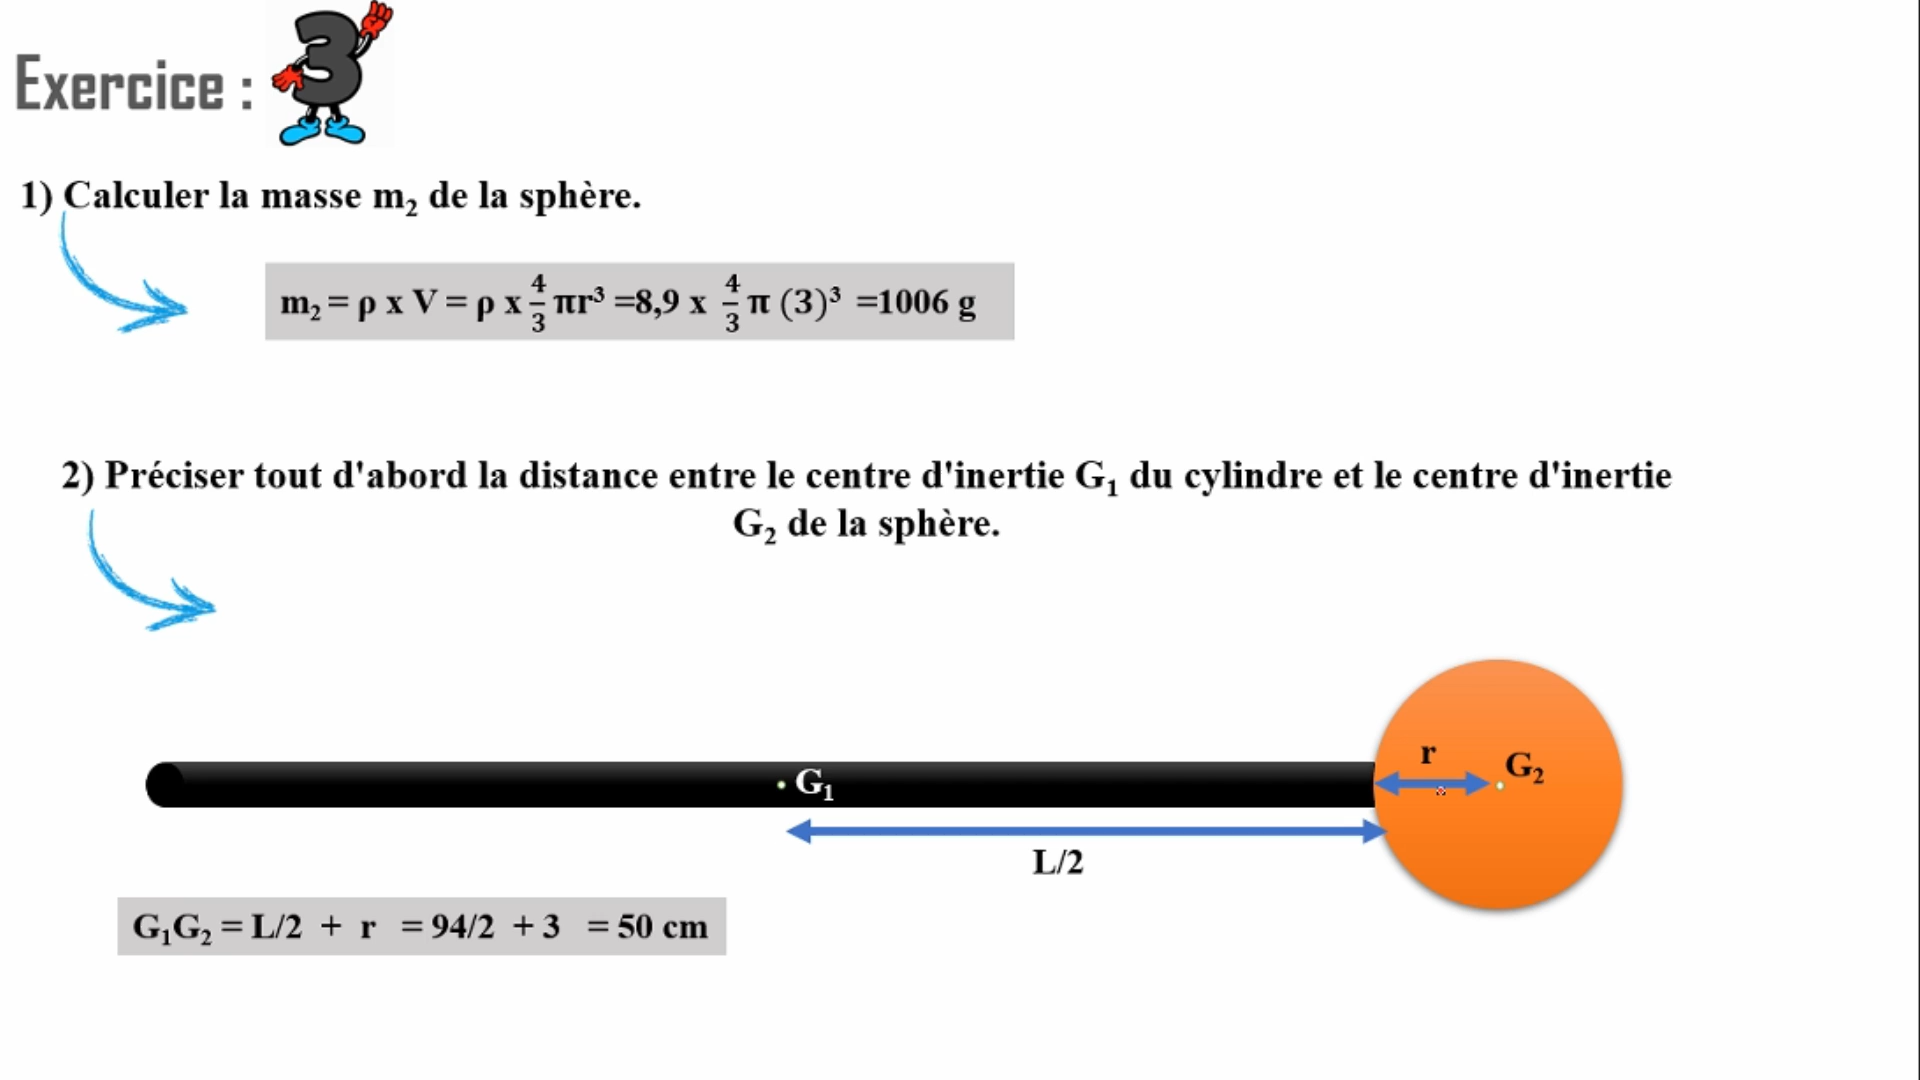 Exercice : 3
1) Calculer la masse m₂ de la sphère.
m₂ = ρ x V = ρ x 4/3 πr³ =8,9 x 4/3 π (3)³ =1006 g
2) Préciser tout d'abord la distance entre le centre d'inertie G₁ du cylindre et le centre d'inertie
G₂ de la sphère.
r
G₂
G₁
L/2
G₁G₂ = L/2 + r = 94/2 + 3 = 50 cm